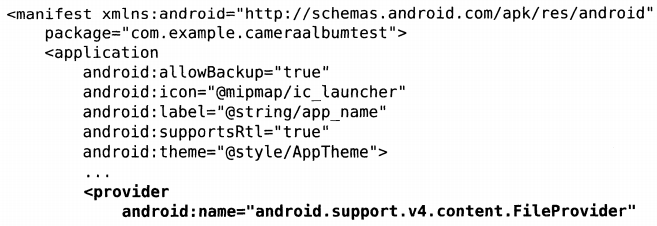 <manifest xmlns:android="http://schemas.android.com/apk/res/android"
    package="com.example.cameraalbumtest">
    <application
        android:allowBackup="true"
        android:icon="@mipmap/ic_launcher"
        android:label="@string/app_name"
        android:supportsRtl="true"
        android:theme="@style/AppTheme">
        ...
        <provider
            android:name="android.support.v4.content.FileProvider"